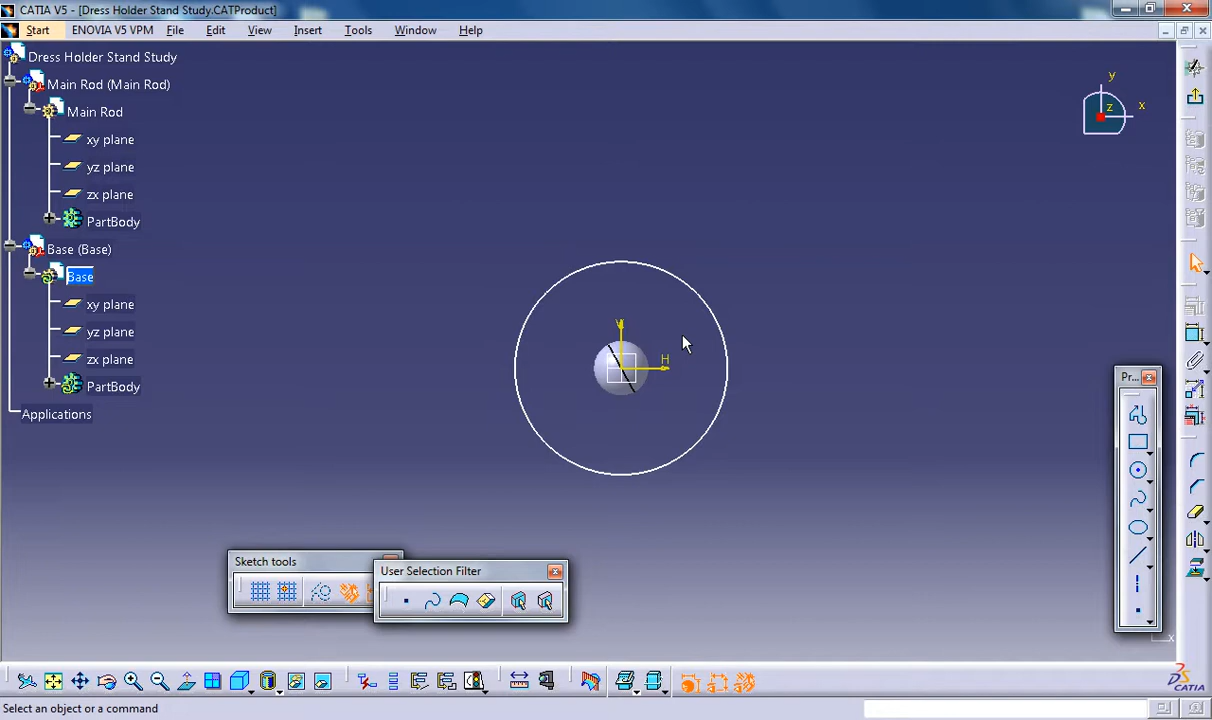 CATIA V5 - [Dress Holder Stand Study.CATProduct]
Start ENOVIA V5 VPM File Edit View Insert Tools Window Help
Dress Holder Stand Study
Main Rod (Main Rod)
Main Rod
xy plane
yz plane
zx plane
PartBody
Base (Base)
Base
xy plane
yz plane
zx plane
PartBody
Applications
y
x
z
V
H
Pr...
Sketch tools
User Selection Filter
x
DS
CATIA
Select an object or a command